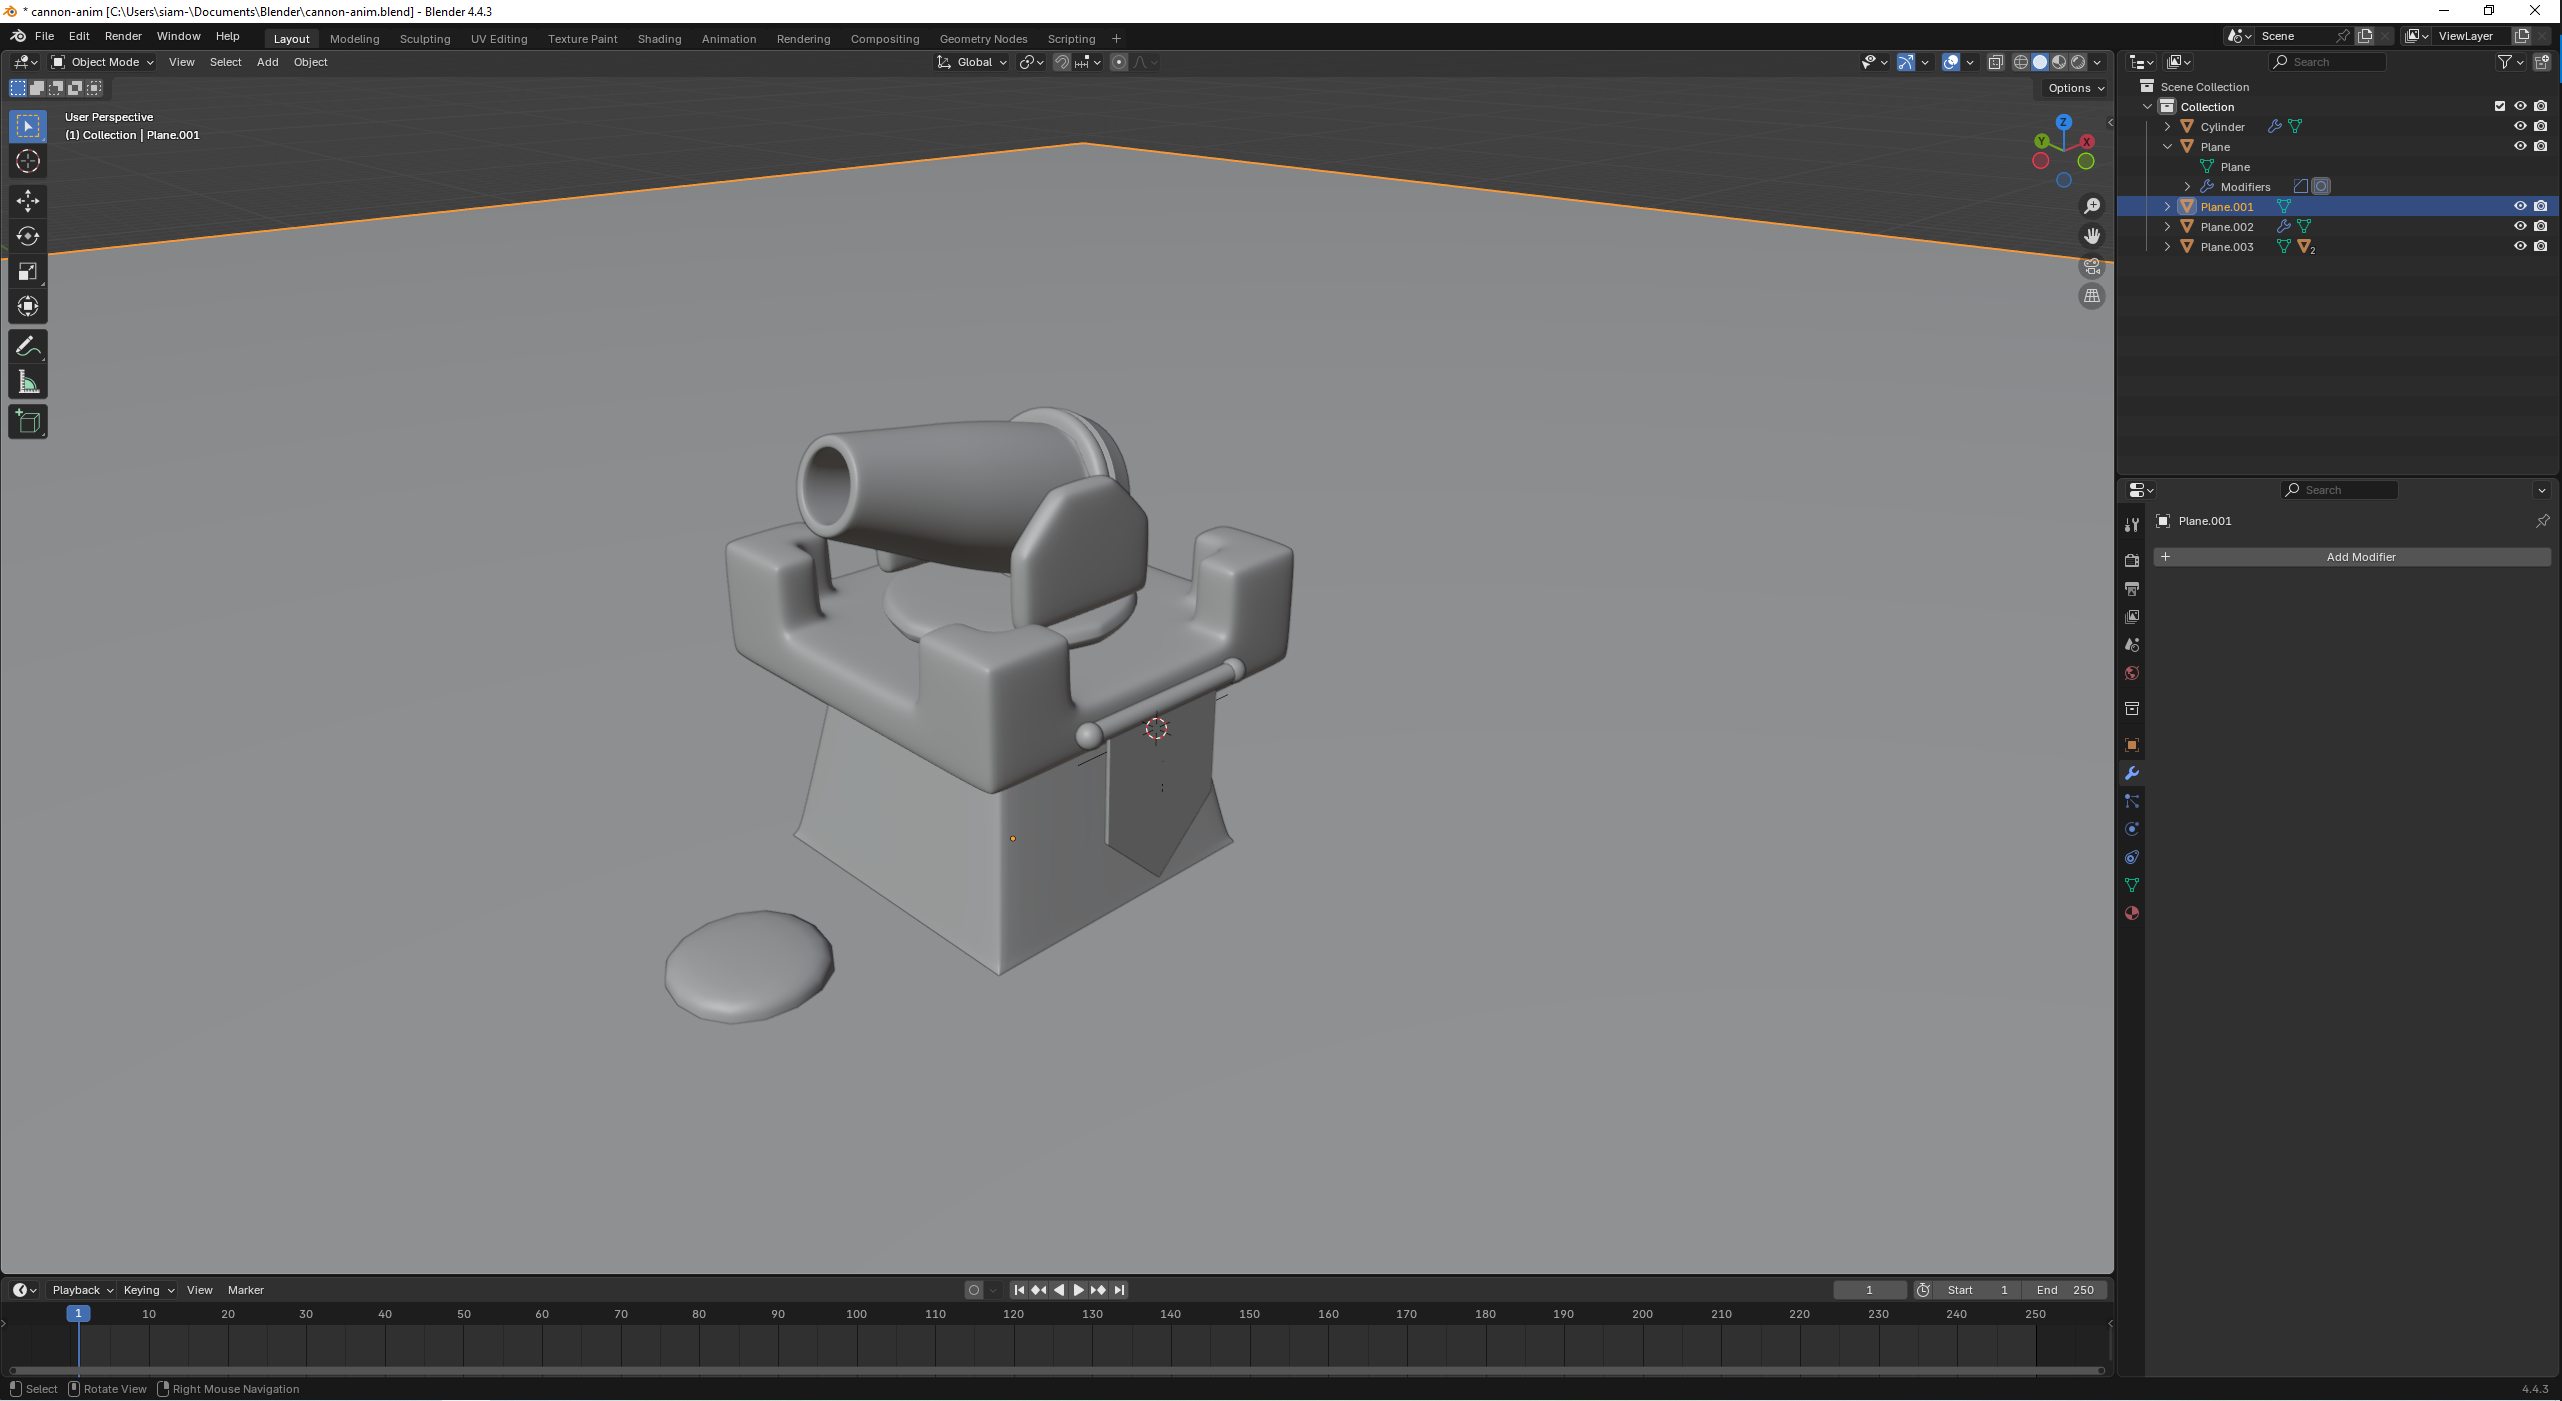 * cannon-anim [C:\Users\siam-\Documents\Blender\cannon-anim.blend] - Blender 4.4.3
File Edit Render Window Help Layout Modeling Sculpting UV Editing Texture Paint Shading Animation Rendering Compositing Geometry Nodes Scripting + Scene ViewLayer
Object Mode View Select Add Object Global Search
Options
User Perspective
(1) Collection | Plane.001
Z
Y X
Scene Collection
Collection
Cylinder
Plane
Plane
Modifiers
Plane.001
Plane.002
Plane.003 2
Search
Plane.001
+ Add Modifier
Playback Keying View Marker 1 Start 1 End 250
1 10 20 30 40 50 60 70 80 90 100 110 120 130 140 150 160 170 180 190 200 210 220 230 240 250
Select Rotate View Right Mouse Navigation 4.4.3